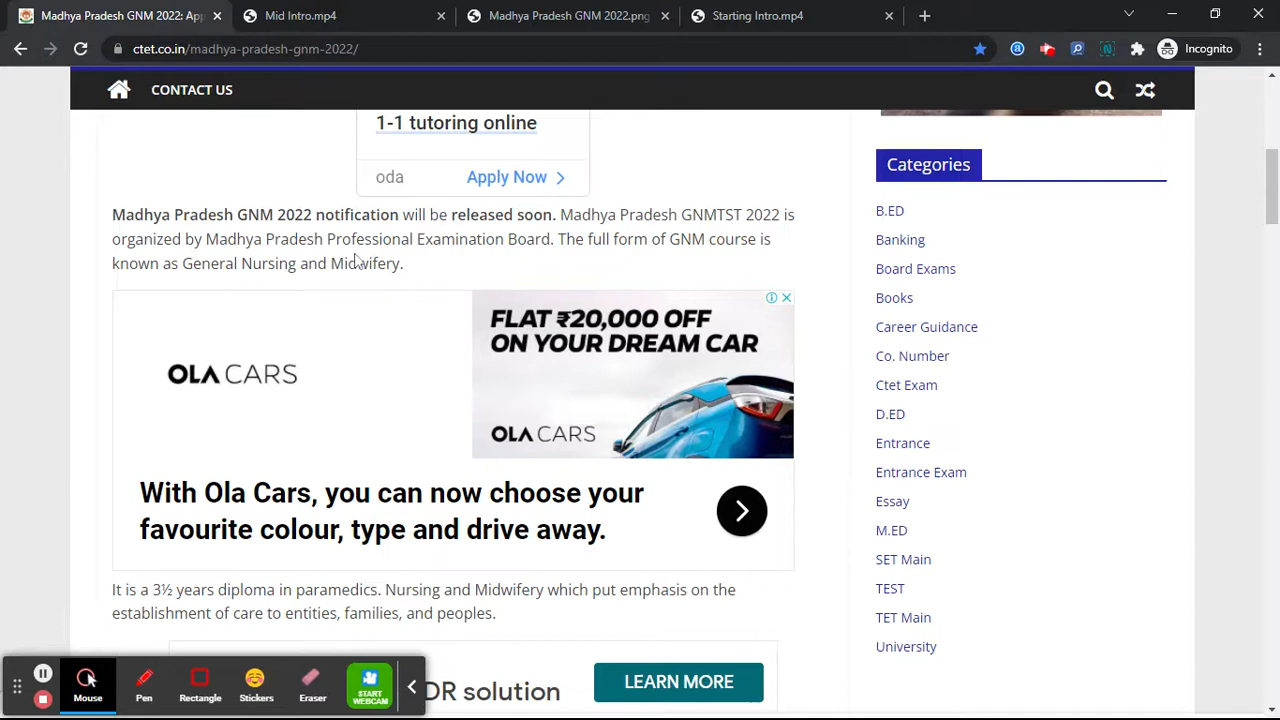 Madhya Pradesh GNM 2022: Ap
Mid Intro.mp4
Madhya Pradesh GNM 2022.png
Starting Intro.mp4
ctet.co.in/madhya-pradesh-gnm-2022/
Incognito
CONTACT US
1-1 tutoring online
oda
Apply Now
Madhya Pradesh GNM 2022 notification will be released soon. Madhya Pradesh GNMTST 2022 is
organized by Madhya Pradesh Professional Examination Board. The full form of GNM course is
known as General Nursing and Midwifery.
OLA CARS
FLAT ₹20,000 OFF
ON YOUR DREAM CAR
OLA CARS
With Ola Cars, you can now choose your
favourite colour, type and drive away.
It is a 3½ years diploma in paramedics. Nursing and Midwifery which put emphasis on the
establishment of care to entities, families, and peoples.
DR solution
LEARN MORE
Categories
B.ED
Banking
Board Exams
Books
Career Guidance
Co. Number
Ctet Exam
D.ED
Entrance
Entrance Exam
Essay
M.ED
SET Main
TEST
TET Main
University
Mouse
Pen
Rectangle
Stickers
Eraser
START
WEBCAM